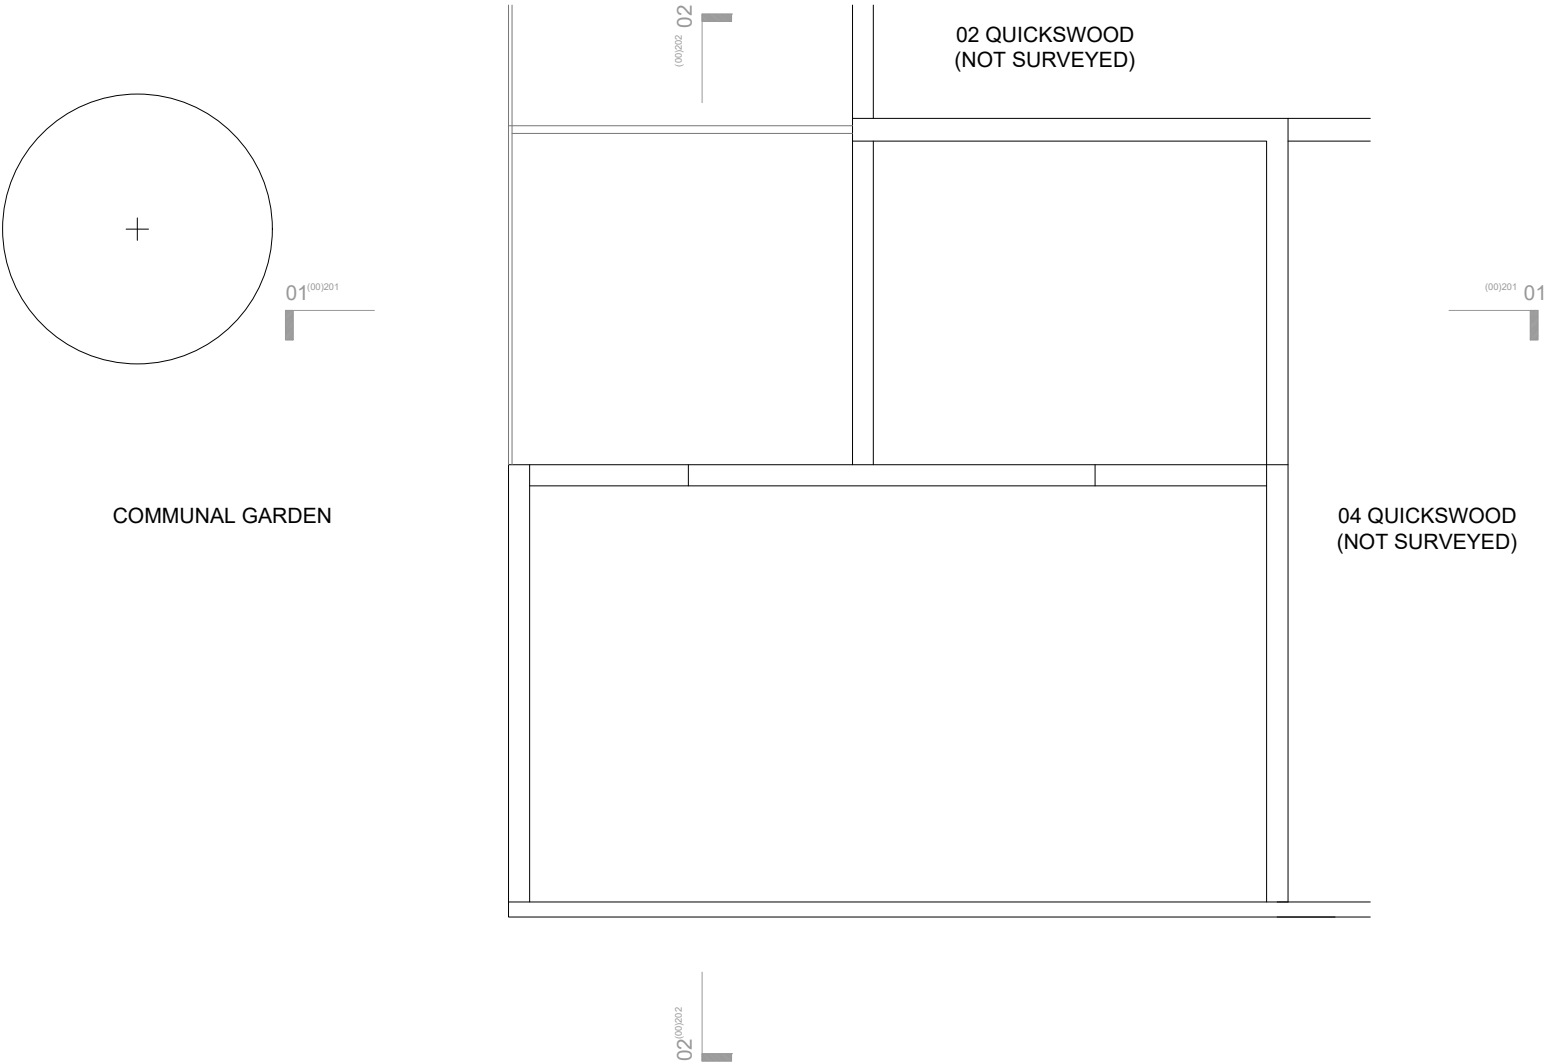 02
(00)202
02 QUICKSWOOD
(NOT SURVEYED)
01 (00)201
(00)201 01
COMMUNAL GARDEN
04 QUICKSWOOD
(NOT SURVEYED)
02 (00)202